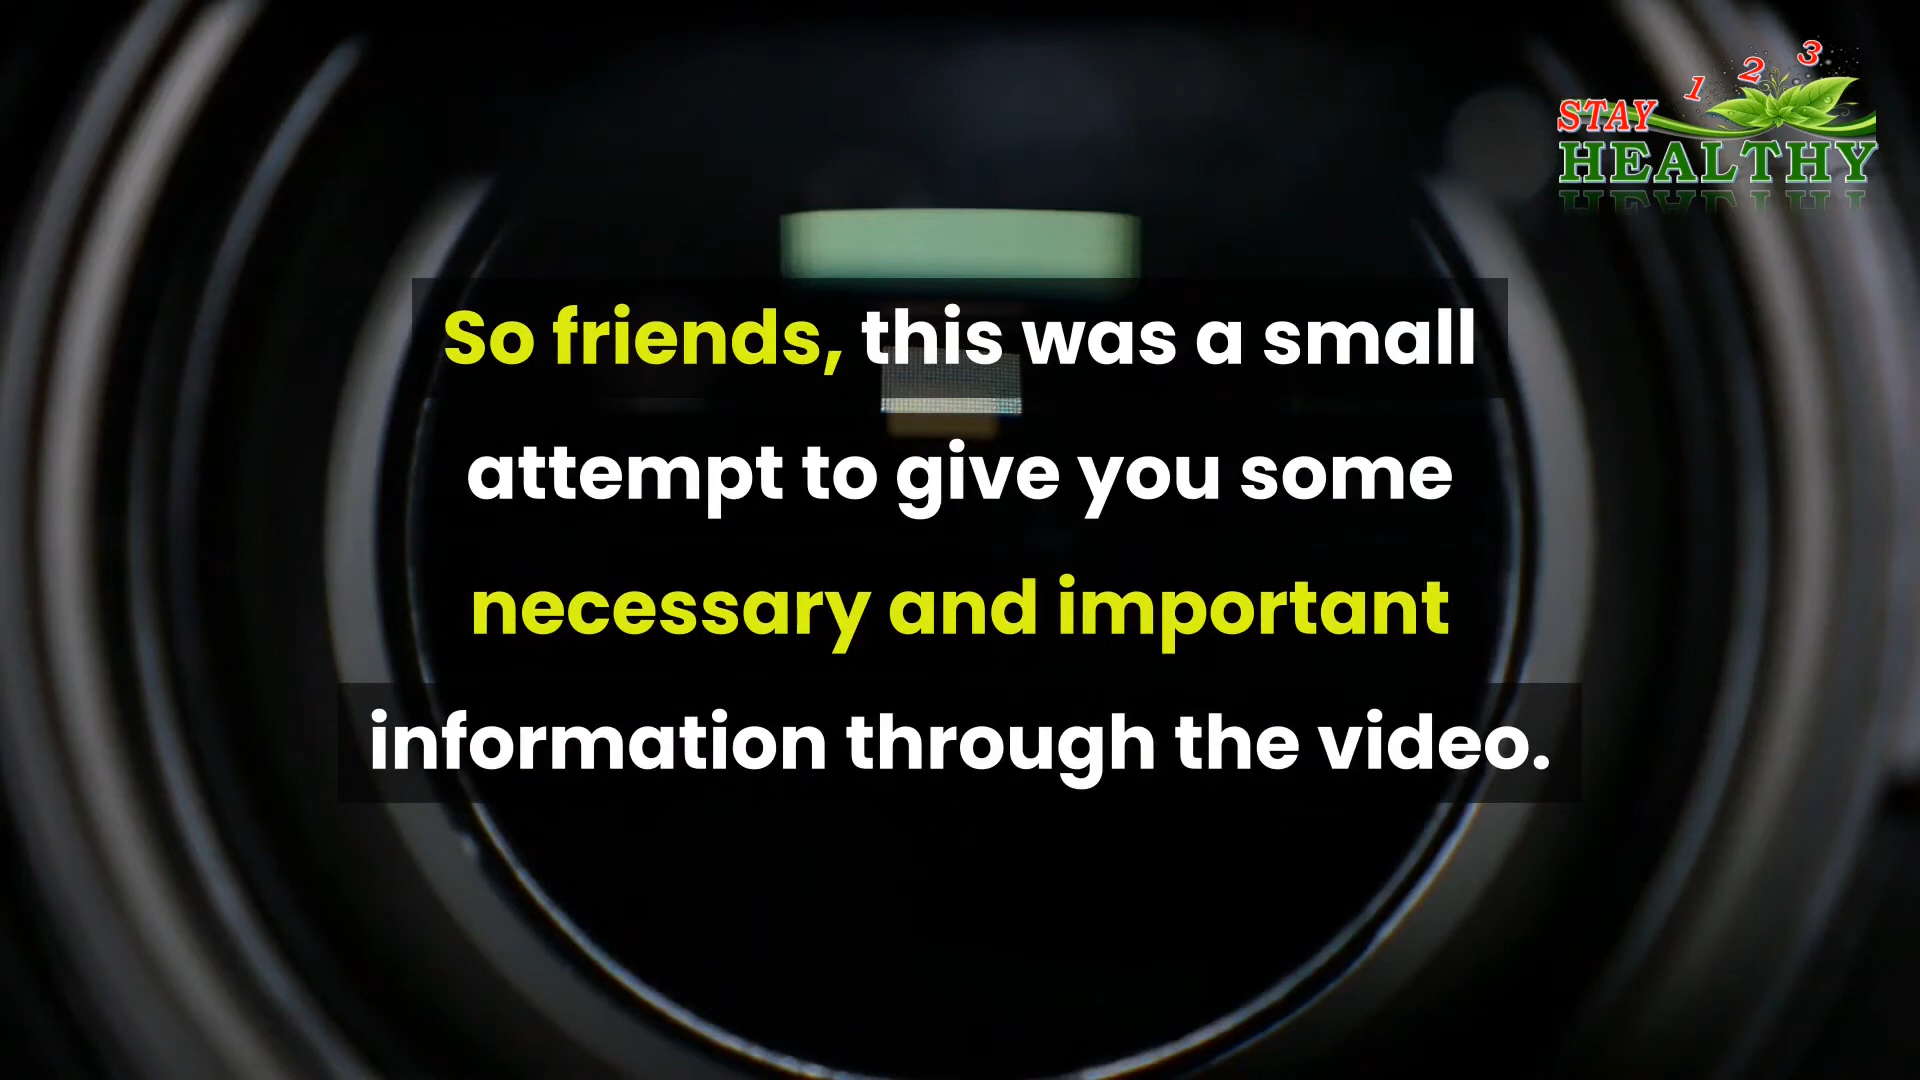 1 2 3
STAY
HEALTHY
So friends, this was a small
attempt to give you some
necessary and important
information through the video.